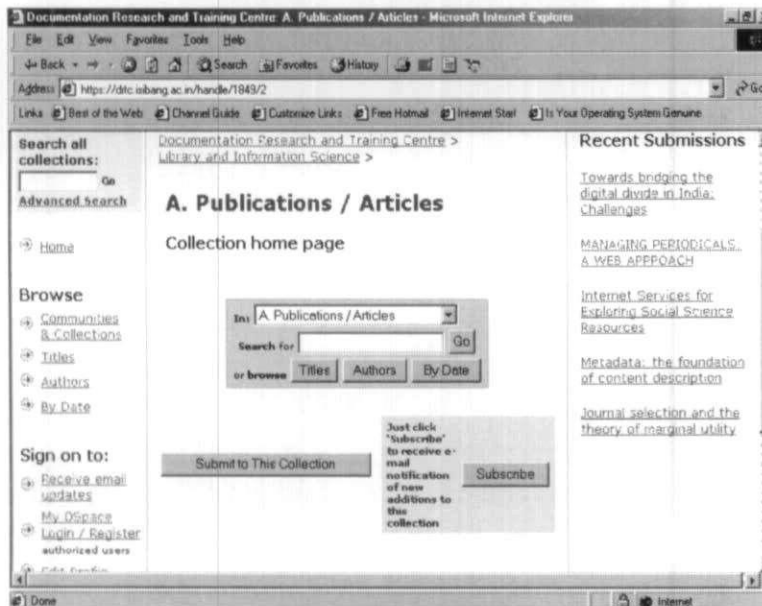 Documentation Research and Training Centre: A. Publications / Articles - Microsoft Internet Explorer
File Edit View Favorites Tools Help
Back Search Favorites History
Address https://drtc.isibang.ac.in/handle/1849/2 Go
Links Best of the Web Channel Guide Customize Links Free Hotmail Internet Start Is Your Operating System Genuine
Search all
collections:
Go
Advanced Search
Home
Browse
Communities
& Collections
Titles
Authors
By Date
Sign on to:
Receive email
updates
My DSpace
Login / Register
authorized users
Edit Profile
Documentation Research and Training Centre >
Library and Information Science >
A. Publications / Articles
Collection home page
In: A. Publications / Articles
Search for Go
or browse Titles Authors By Date
Submit to This Collection
Just click
'Subscribe'
to receive e-
mail
notification
of new
additions to
this
collection
Subscribe
Recent Submissions
Towards bridging the
digital divide in India:
Challenges
MANAGING PERIODICALS:
A WEB APPPOACH
Internet Services for
Exploring Social Science
Resources
Metadata: the foundation
of content description
Journal selection and the
theory of marginal utility
Done Internet